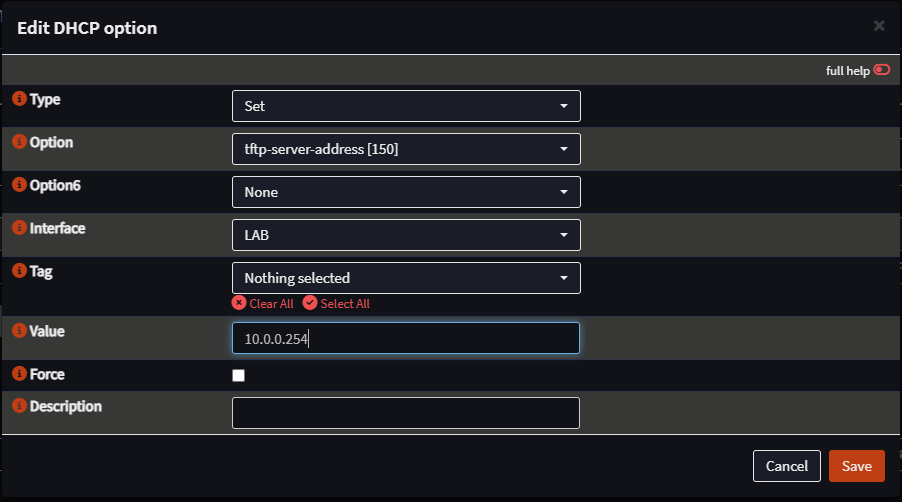 Edit DHCP option
full help
Type
Set
Option
tftp-server-address [150]
Option6
None
Interface
LAB
Tag
Nothing selected
Clear All Select All
Value
10.0.0.254
Force
Description
Cancel Save